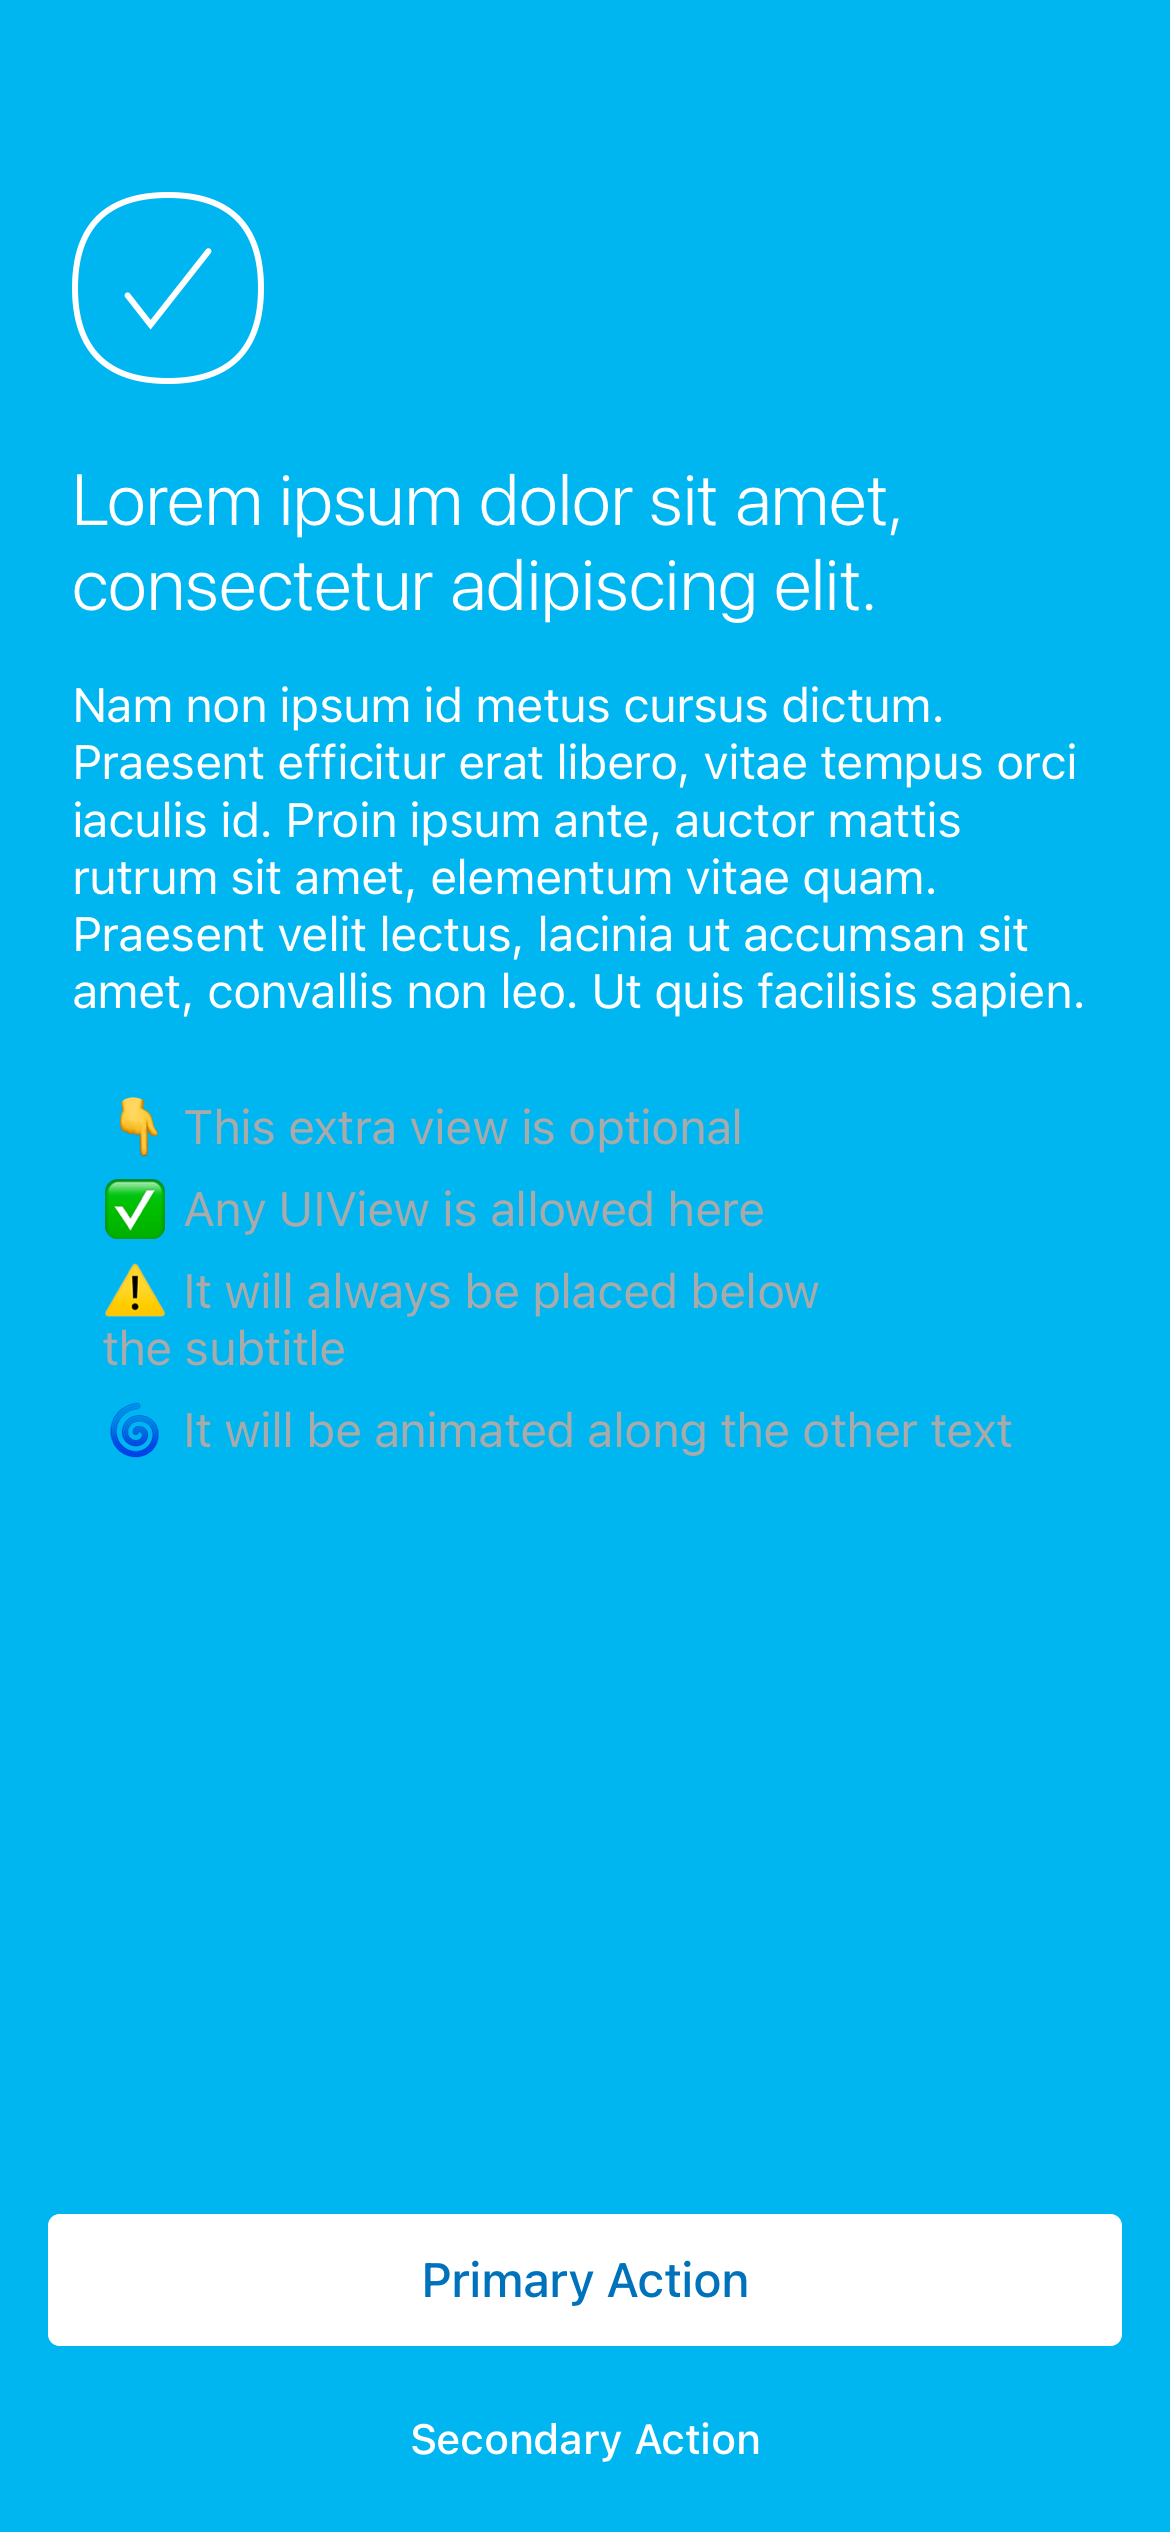 Lorem ipsum dolor sit amet,
consectetur adipiscing elit.
Nam non ipsum id metus cursus dictum.
Praesent efficitur erat libero, vitae tempus orci
iaculis id. Proin ipsum ante, auctor mattis
rutrum sit amet, elementum vitae quam.
Praesent velit lectus, lacinia ut accumsan sit
amet, convallis non leo. Ut quis facilisis sapien.
👇 This extra view is optional
✅ Any UIView is allowed here
⚠️ It will always be placed below
the subtitle
🌀 It will be animated along the other text
Primary Action
Secondary Action